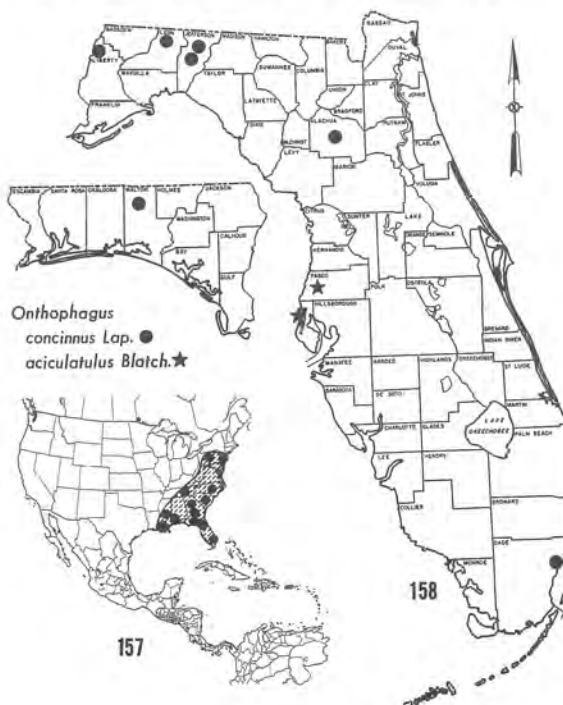 NASSAU
GADSDEN
LEON
JEFFERSON
MADISON
HAMILTON
BAKER
DUVAL
LIBERTY
WAKULLA
TAYLOR
SUWANNEE
COLUMBIA
UNION
BRADFORD
CLAY
ST JOHNS
FRANKLIN
LAFAYETTE
DIXIE
GILCHRIST
ALACHUA
PUTNAM
FLAGLER
LEVY
MARION
VOLUSIA
ESCAMBIA
SANTA ROSA
OKALOOSA
WALTON
HOLMES
JACKSON
WASHINGTON
BAY
CALHOUN
GULF
CITRUS
SUMTER
LAKE
ORANGE
SEMINOLE
HERNANDO
PASCO
HILLSBOROUGH
POLK
OSCEOLA
BREVARD
INDIAN RIVER
Onthophagus
concinnus Lap. ●
aciculatulus Blatch. ★
MANATEE
HARDEE
HIGHLANDS
OKEECHOBEE
ST LUCIE
SARASOTA
DE SOTO
MARTIN
CHARLOTTE
GLADES
LAKE
OKEECHOBEE
PALM BEACH
LEE
HENDRY
COLLIER
BROWARD
DADE
MONROE
157
158